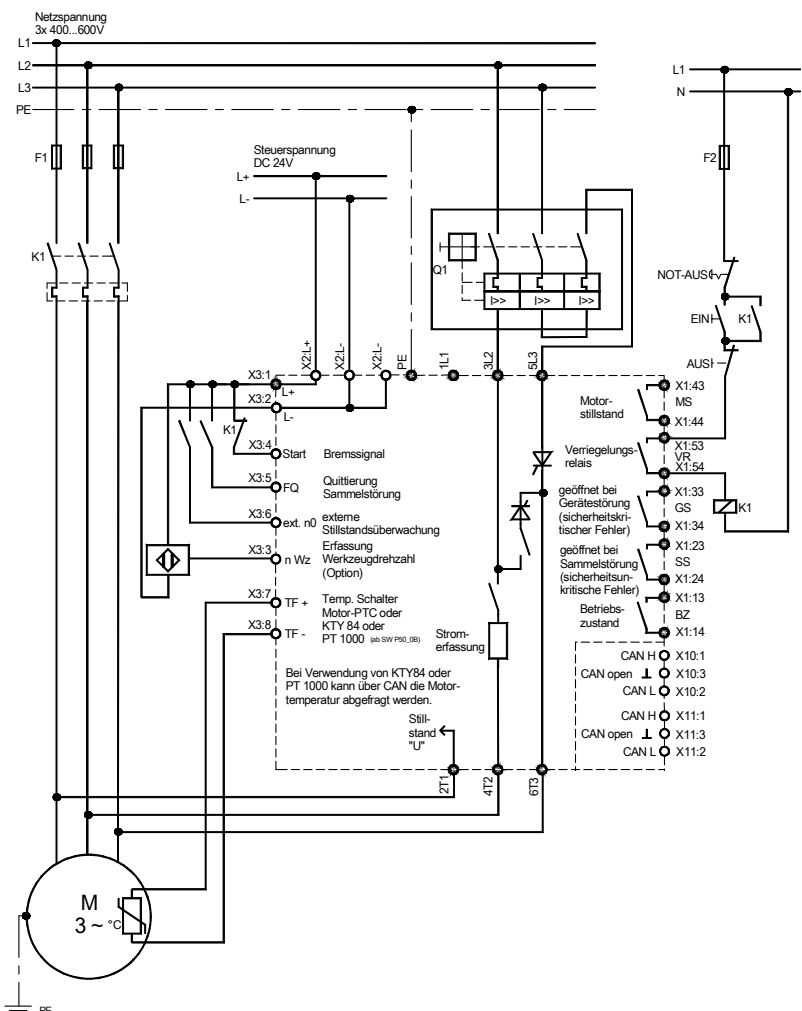 Netzspannung
3x 400...600V
L1
L2
L3
PE
L1
N
F1
Steuerspannung
DC 24V
L+
L-
F2
K1
Q1
I>>
I>>
I>>
NOT-AUS
EIN
K1
AUS
X2:L+
X2:L-
X2:L-
PE
1L1
3L2
5L3
X3:1
L+
X3:2
L-
K1
X3:4
Start
Bremssignal
X3:5
FQ
Quittierung
Sammelstörung
X3:6
ext. n0
externe
Stillstandsüberwachung
X3:3
n Wz
Erfassung
Werkzeugdrehzahl
(Option)
X3:7
TF +
X3:8
TF -
Temp. Schalter
Motor-PTC oder
KTY 84 oder
PT 1000 (ab SW P50_0B)
Strom-
erfassung
Bei Verwendung von KTY84 oder
PT 1000 kann über CAN die Motor-
temperatur abgefragt werden.
Still-
stand
"U"
Motor-
stillstand
X1:43
MS
X1:44
Verriegelungs-
relais
X1:53
VR
X1:54
K1
geöffnet bei
Gerätestörung
(sicherheitskri-
tischer Fehler)
X1:33
GS
X1:34
geöffnet bei
Sammelstörung
(sicherheitsun-
kritische Fehler)
X1:23
SS
X1:24
Betriebs-
zustand
X1:13
BZ
X1:14
CAN H X10:1
CAN open X10:3
CAN L X10:2
CAN H X11:1
CAN open X11:3
CAN L X11:2
2T1
4T2
6T3
M
3 ~
°C
PE